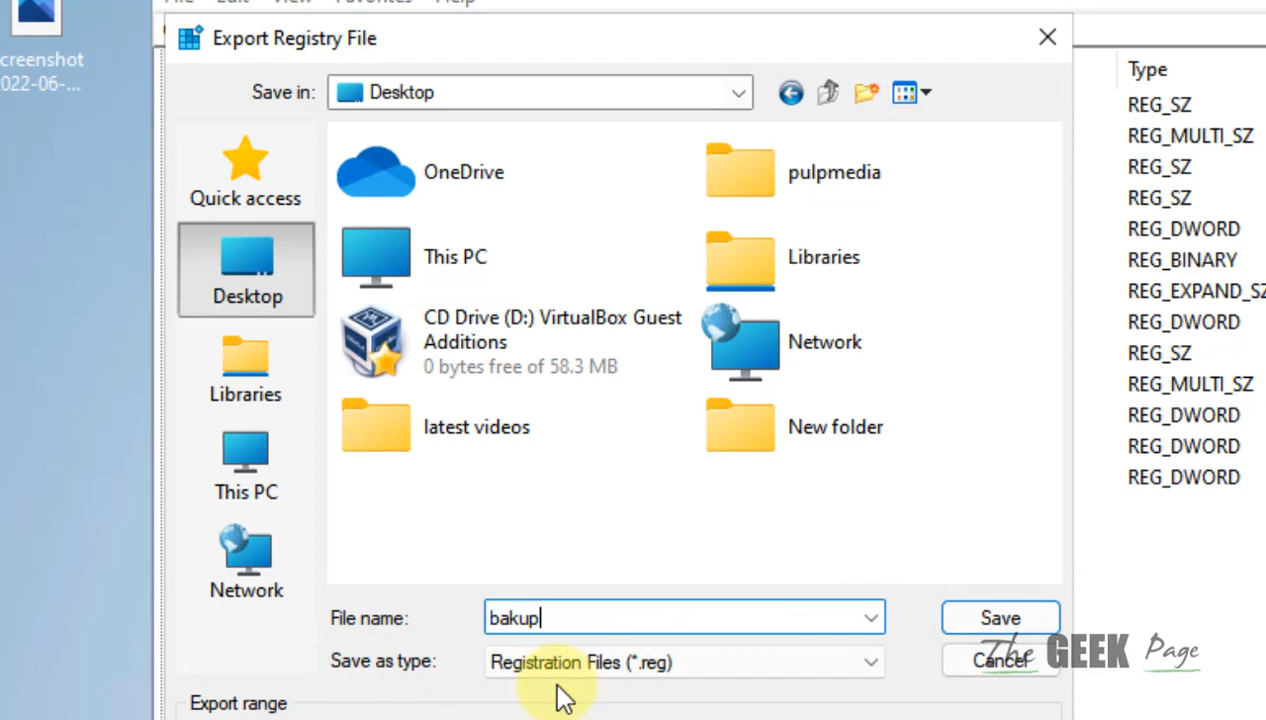 File Edit View Favorites Help
creenshot
2022-06-...
Export Registry File
Save in:
Desktop
Type
REG_SZ
REG_MULTI_SZ
REG_SZ
REG_SZ
REG_DWORD
REG_BINARY
REG_EXPAND_SZ
REG_DWORD
REG_SZ
REG_MULTI_SZ
REG_DWORD
REG_DWORD
REG_DWORD
Quick access
Desktop
Libraries
This PC
Network
OneDrive
pulpmedia
This PC
Libraries
CD Drive (D:) VirtualBox Guest
Additions
0 bytes free of 58.3 MB
Network
latest videos
New folder
File name:
bakup
Save
Save as type:
Registration Files (*.reg)
Cancel
The GEEK Page
Export range